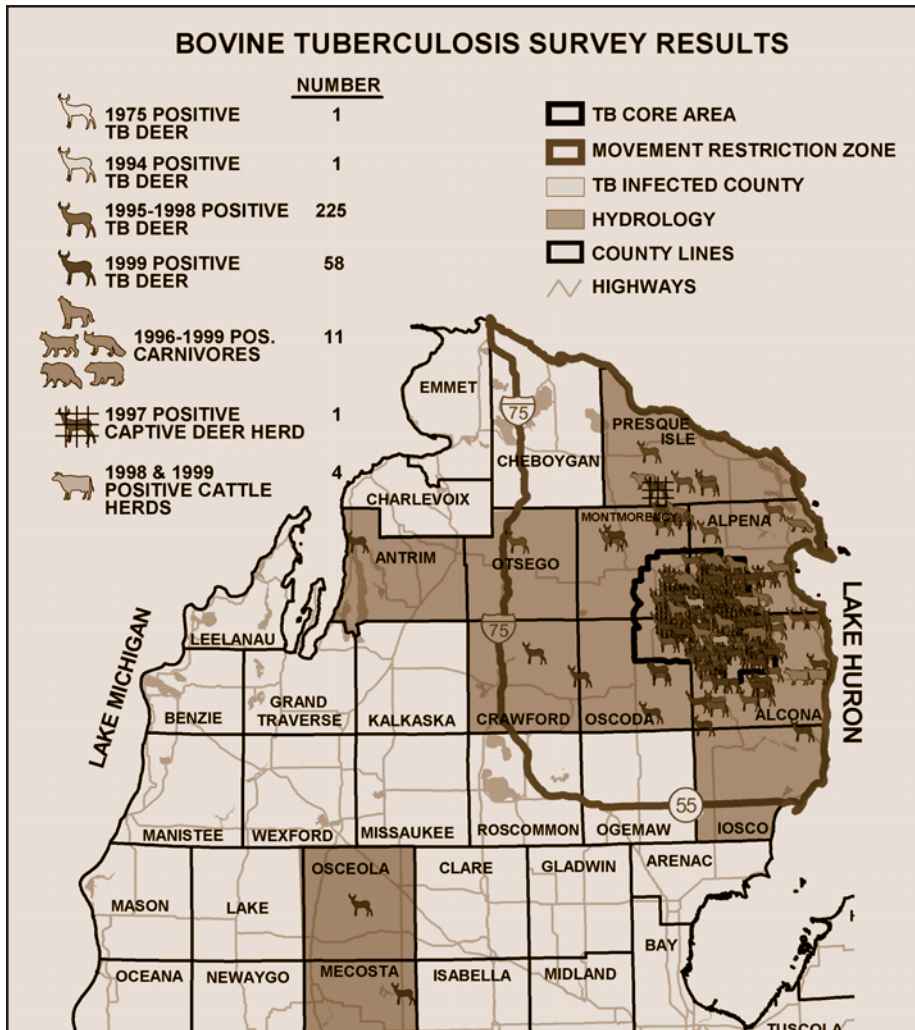 BOVINE TUBERCULOSIS SURVEY RESULTS
NUMBER
1975 POSITIVE 1
TB DEER
1994 POSITIVE 1
TB DEER
1995-1998 POSITIVE 225
TB DEER
1999 POSITIVE 58
TB DEER
1996-1999 POS. 11
CARNIVORES
1997 POSITIVE 1
CAPTIVE DEER HERD
1998 & 1999 4
POSITIVE CATTLE
HERDS
TB CORE AREA
MOVEMENT RESTRICTION ZONE
TB INFECTED COUNTY
HYDROLOGY
COUNTY LINES
HIGHWAYS
EMMET
75
PRESQUE
ISLE
CHEBOYGAN
CHARLEVOIX
MONTMORENCY
ALPENA
ANTRIM
OTSEGO
LAKE MICHIGAN
LAKE HURON
75
LEELANAU
BENZIE
GRAND
TRAVERSE
KALKASKA
CRAWFORD
OSCODA
ALCONA
55
MANISTEE
WEXFORD
MISSAUKEE
ROSCOMMON
OGEMAW
IOSCO
MASON
LAKE
OSCEOLA
CLARE
GLADWIN
ARENAC
BAY
OCEANA
NEWAYGO
MECOSTA
ISABELLA
MIDLAND
TUSCOLA